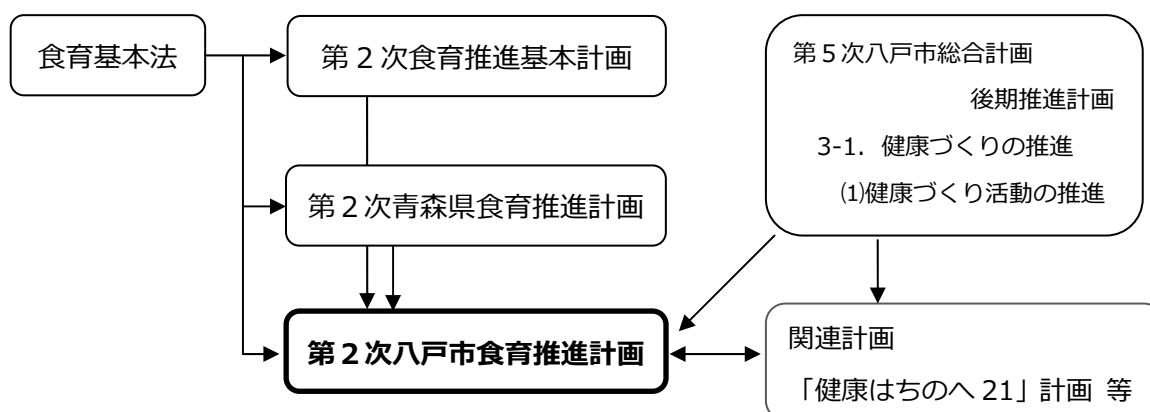 食育基本法
第２次食育推進基本計画
第２次青森県食育推進計画
第２次八戸市食育推進計画
第５次八戸市総合計画
後期推進計画
3-1．健康づくりの推進
⑴健康づくり活動の推進
関連計画
「健康はちのへ 21」計画 等